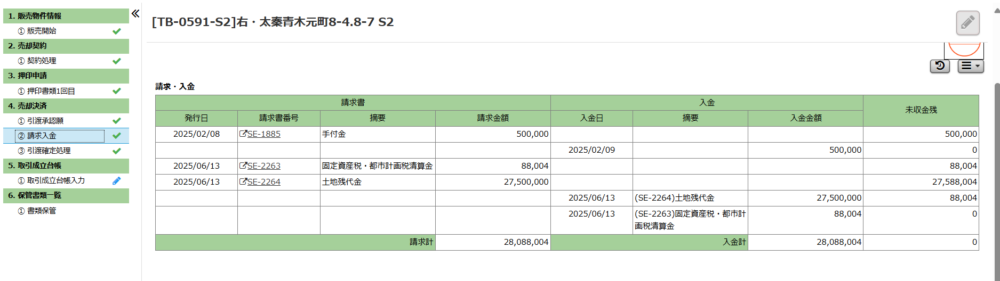 1. 販売物件情報
① 販売開始
2. 売却契約
① 契約処理
3. 押印申請
① 押印書類1回目
4. 売却決済
① 引渡承認願
② 請求入金
③ 引渡確定処理
5. 取引成立台帳
① 取引成立台帳入力
6. 保管書類一覧
① 書類保管
[TB-0591-S2]右・太秦青木元町8-4.8-7 S2
請求・入金
請求書 入金 未収金残
発行日 請求書番号 摘要 請求金額 入金日 摘要 入金金額
2025/02/08 SE-1885 手付金 500,000 500,000
2025/02/09 500,000 0
2025/06/13 SE-2263 固定資産税・都市計画税清算金 88,004 88,004
2025/06/13 SE-2264 土地残代金 27,500,000 27,588,004
2025/06/13 (SE-2264)土地残代金 27,500,000 88,004
2025/06/13 (SE-2263)固定資産税・都市計 88,004 0
画税清算金
請求計 28,088,004 入金計 28,088,004 0